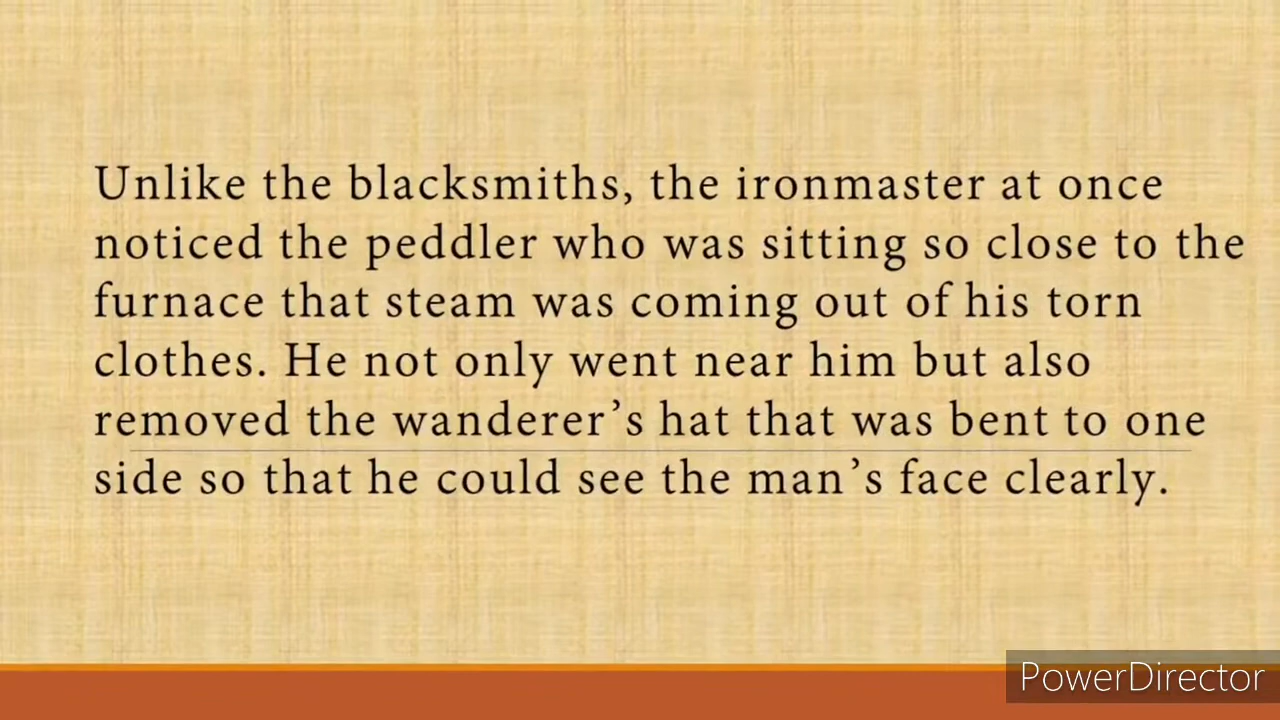 Unlike the blacksmiths, the ironmaster at once
noticed the peddler who was sitting so close to the
furnace that steam was coming out of his torn
clothes. He not only went near him but also
removed the wanderer’s hat that was bent to one
side so that he could see the man’s face clearly.
PowerDirector